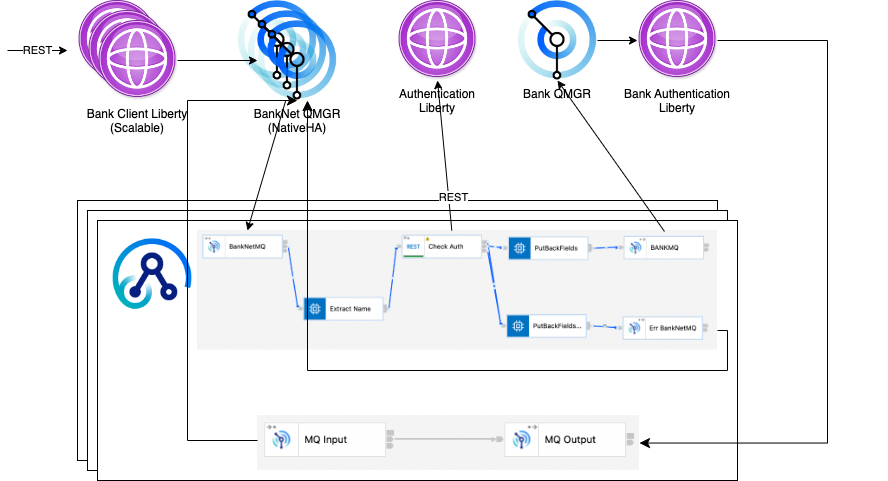 REST
Bank Client Liberty
(Scalable)
BankNet QMGR
(NativeHA)
Authentication
Liberty
Bank QMGR
Bank Authentication
Liberty
REST
BankNetMQ
REST
Check Auth
PutBackFields
BANKMQ
Extract Name
PutBackFields...
Err BankNetMQ
MQ Input
MQ Output